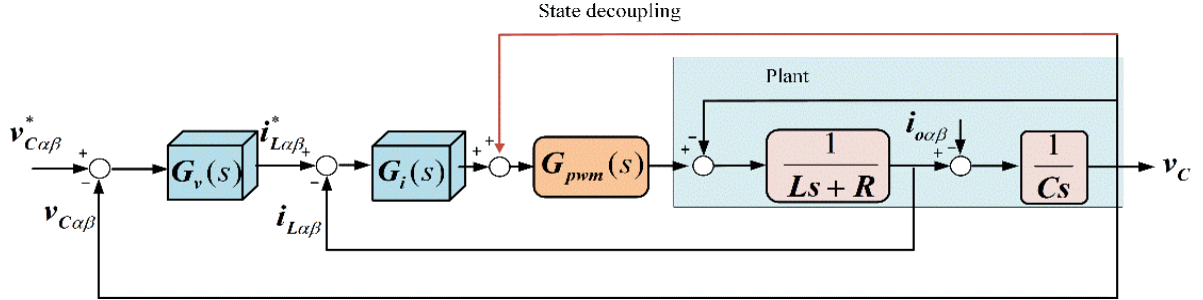 State decoupling
Plant
v*Cαβ
+
−
vCαβ
Gv(s)
i*Lαβ
+
−
iLαβ
Gi(s)
+
+
Gpwm(s)
+
−
1
Ls + R
ioαβ
+
−
1
Cs
vC